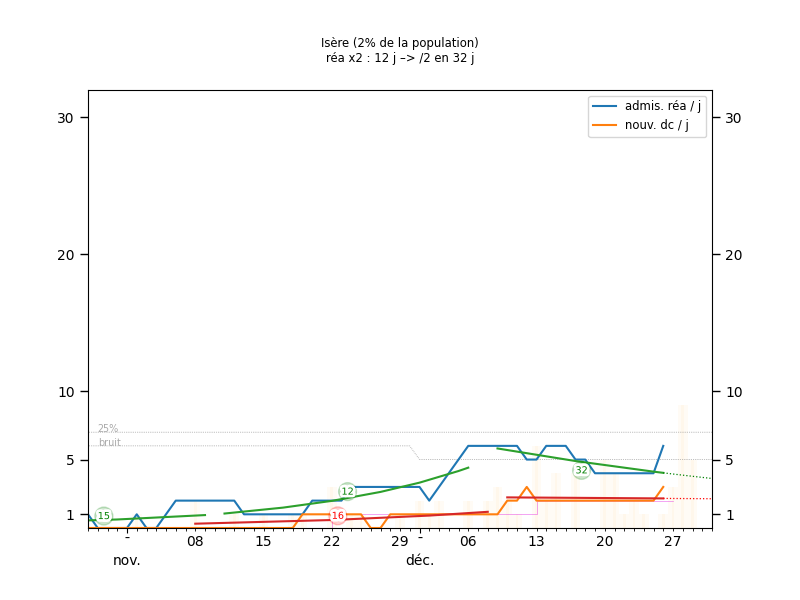 Isère (2% de la population)
réa x2 : 12 j –> /2 en 32 j
admis. réa / j
nouv. dc / j
30
30
20
20
10
10
25%
bruit
5
5
32
12
15
16
1
1
- 08 15 22 29 - 06 13 20 27
nov. déc.